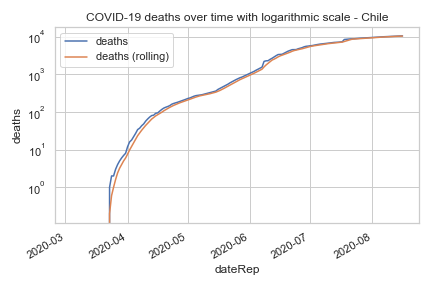 COVID-19 deaths over time with logarithmic scale - Chile
deaths
deaths (rolling)
10⁴
10³
10²
10¹
10⁰
deaths
2020-03
2020-04
2020-05
2020-06
2020-07
2020-08
dateRep